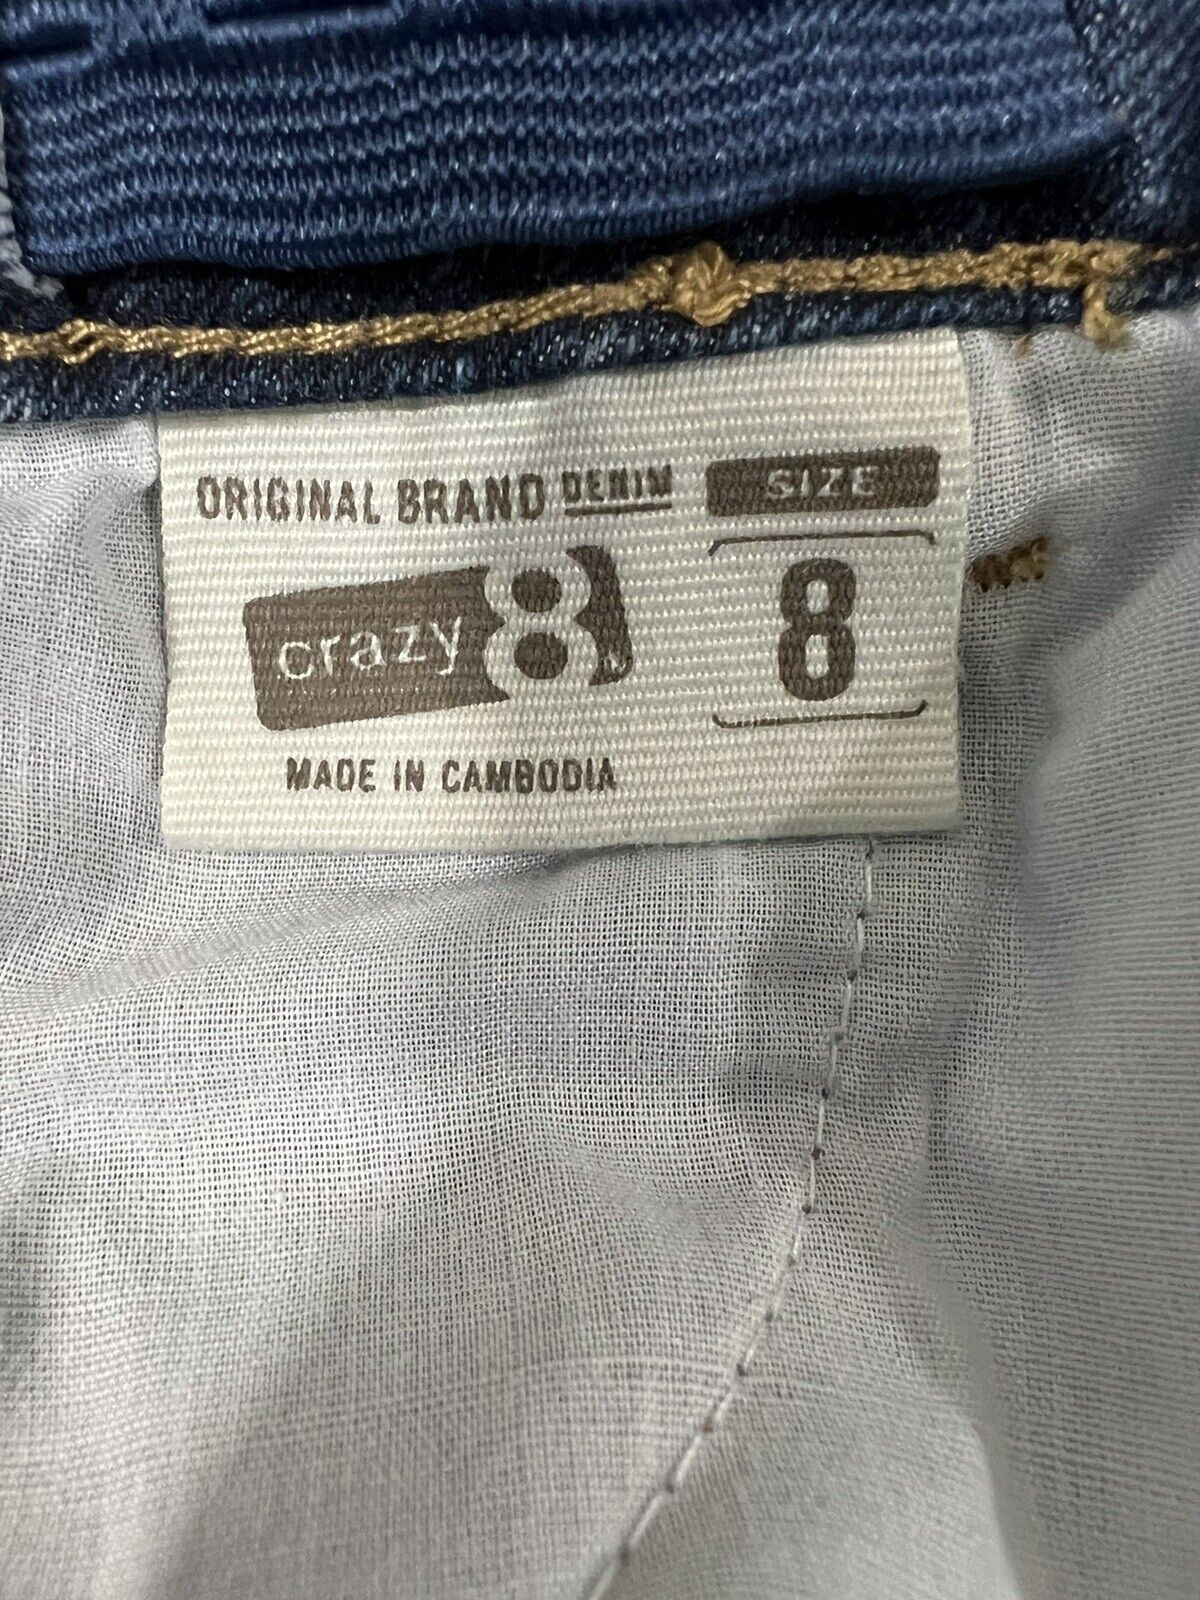 ORIGINAL BRAND DENIM
crazy 8
MADE IN CAMBODIA
SIZE
8